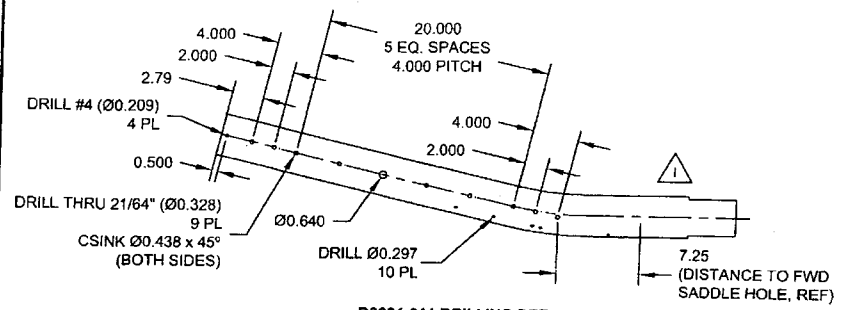 4.000
2.000
2.79
20.000
5 EQ. SPACES
4.000 PITCH
DRILL #4 (Ø0.209)
4 PL
0.500
4.000
2.000
1
DRILL THRU 21/64" (Ø0.328)
9 PL
CSINK Ø0.438 x 45°
(BOTH SIDES)
Ø0.640
DRILL Ø0.297
10 PL
7.25
(DISTANCE TO FWD
SADDLE HOLE, REF)